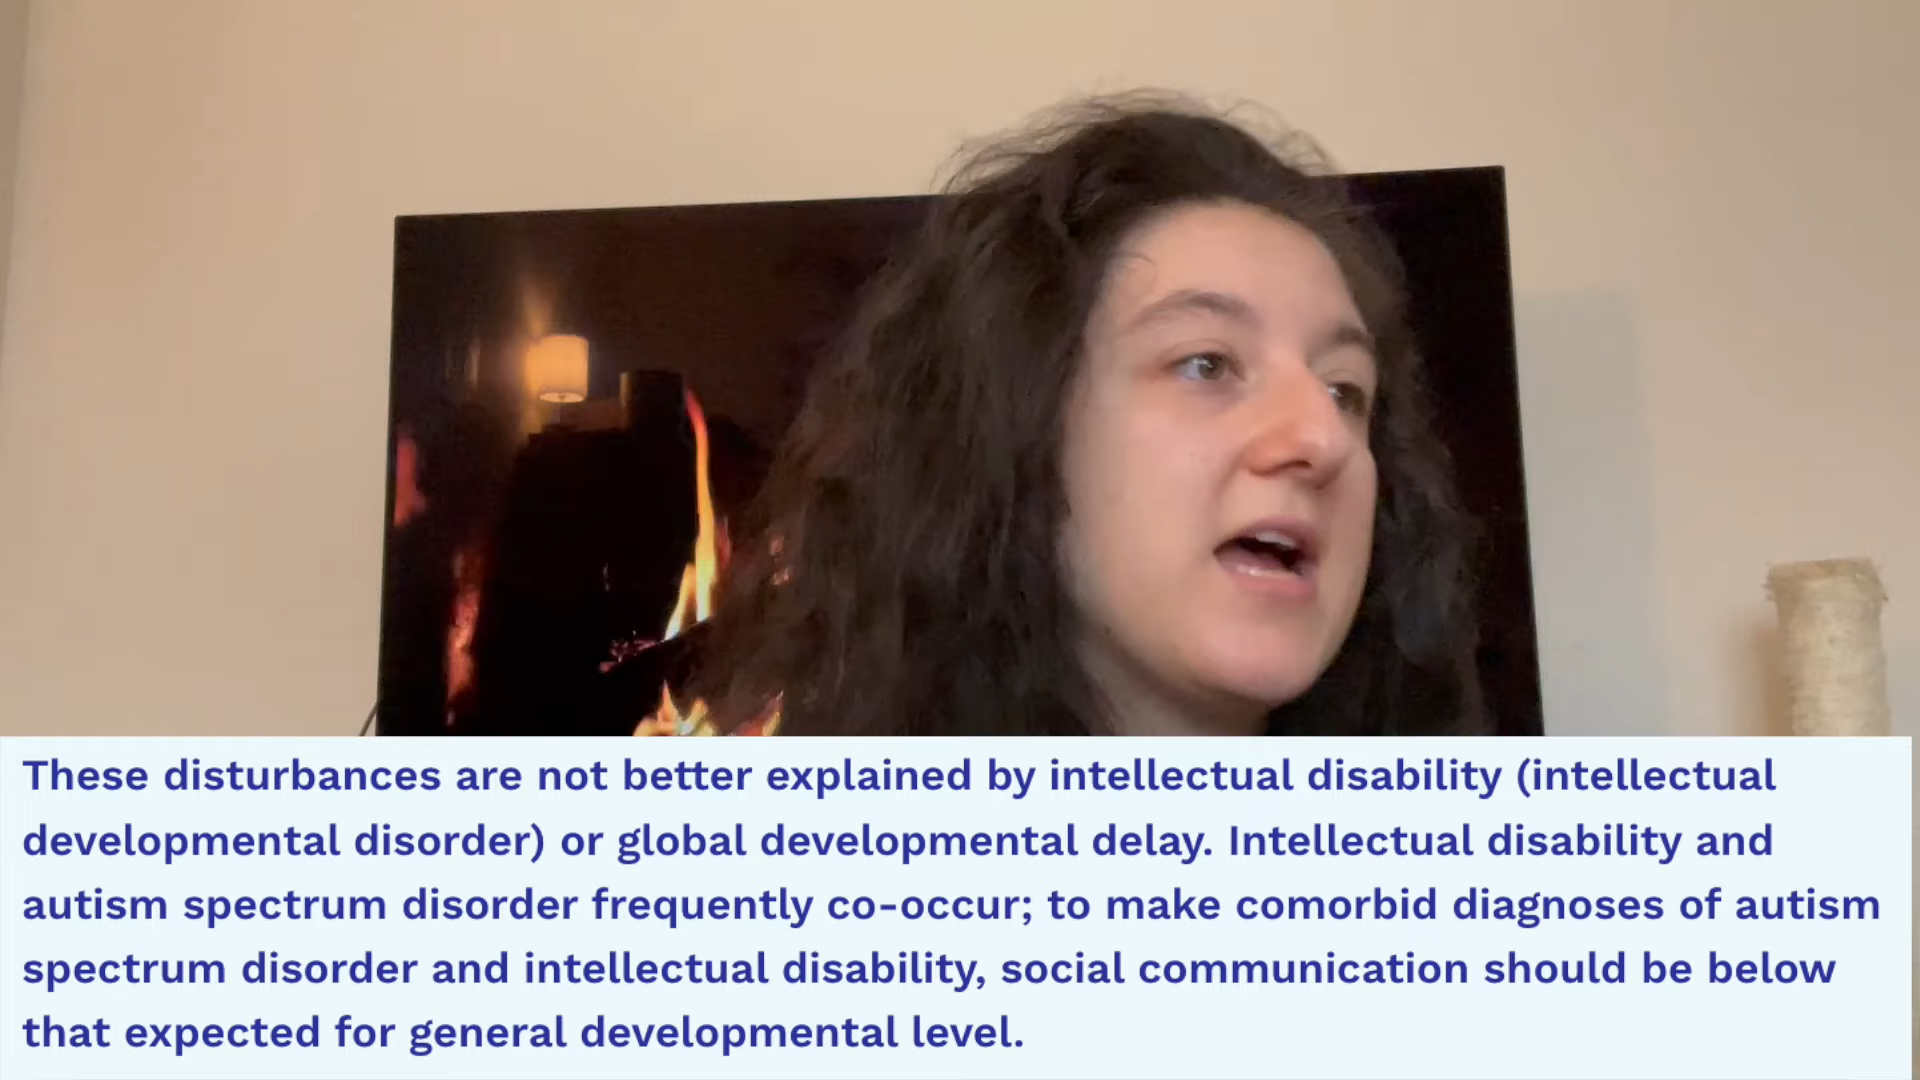 These disturbances are not better explained by intellectual disability (intellectual
developmental disorder) or global developmental delay. Intellectual disability and
autism spectrum disorder frequently co-occur; to make comorbid diagnoses of autism
spectrum disorder and intellectual disability, social communication should be below
that expected for general developmental level.